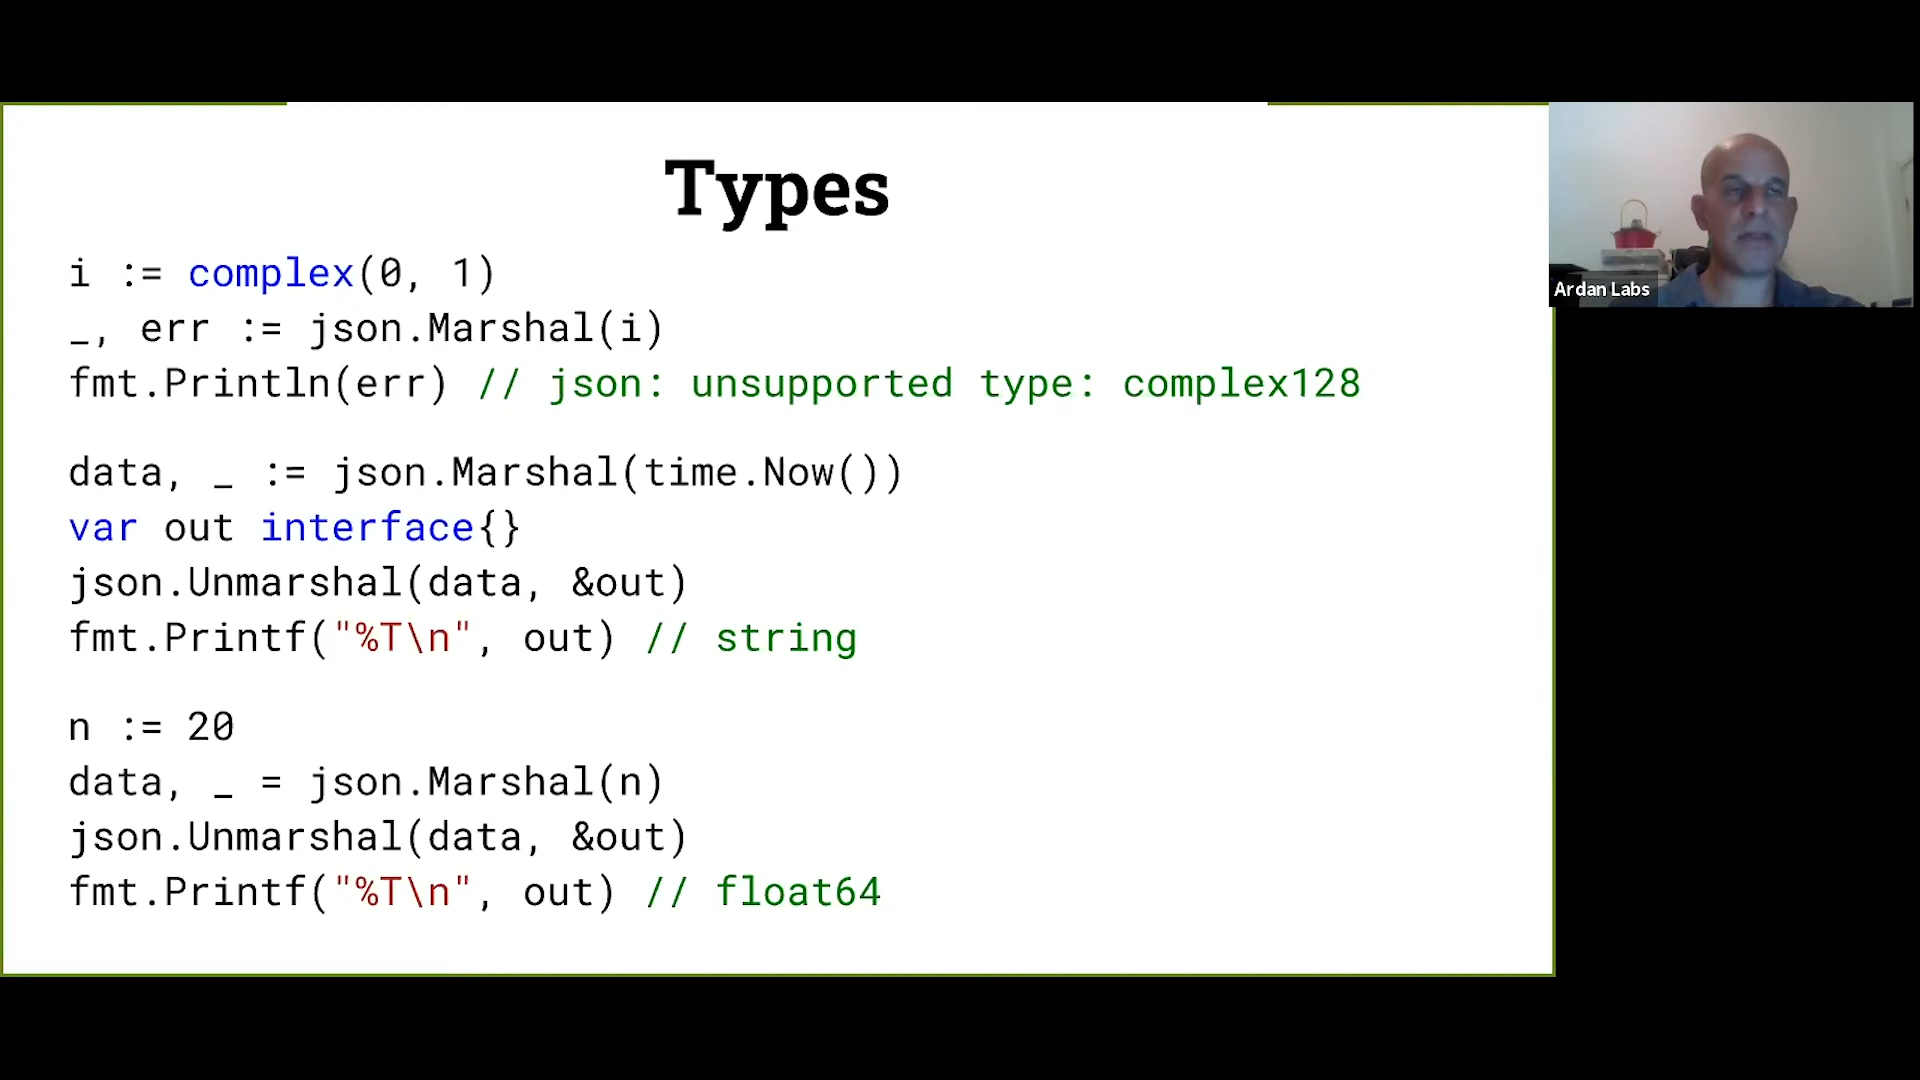 Types
i := complex(0, 1)
_, err := json.Marshal(i)
fmt.Println(err) // json: unsupported type: complex128
data, _ := json.Marshal(time.Now())
var out interface{}
json.Unmarshal(data, &out)
fmt.Printf("%T\n", out) // string
n := 20
data, _ = json.Marshal(n)
json.Unmarshal(data, &out)
fmt.Printf("%T\n", out) // float64
Ardan Labs